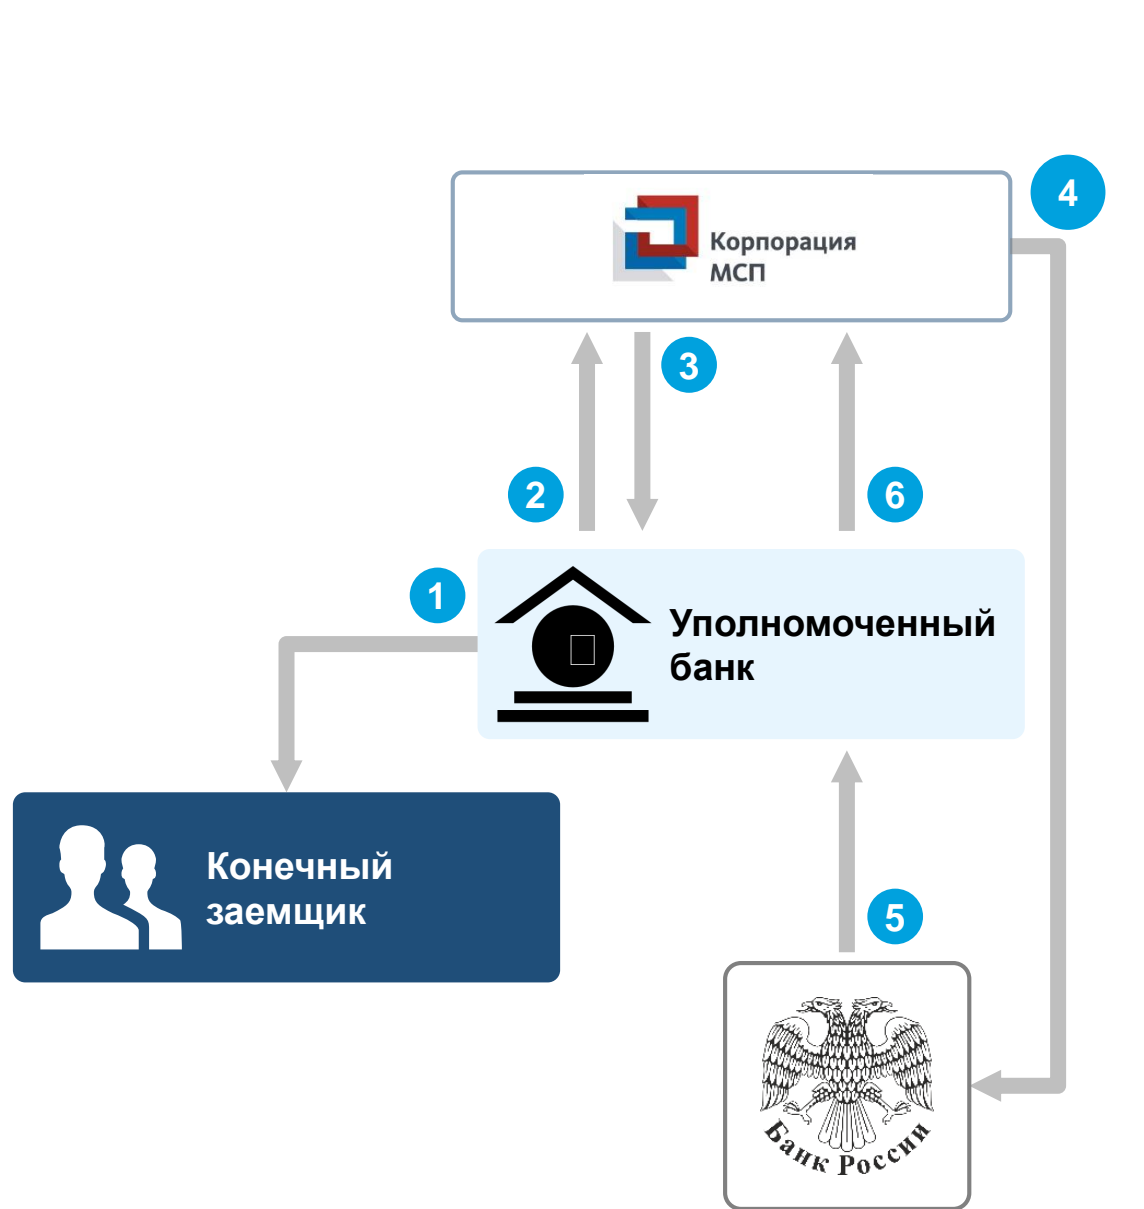 4
Корпорация
МСП
3
2
6
1
Уполномоченный
банк
Конечный
заемщик
5
Банк России